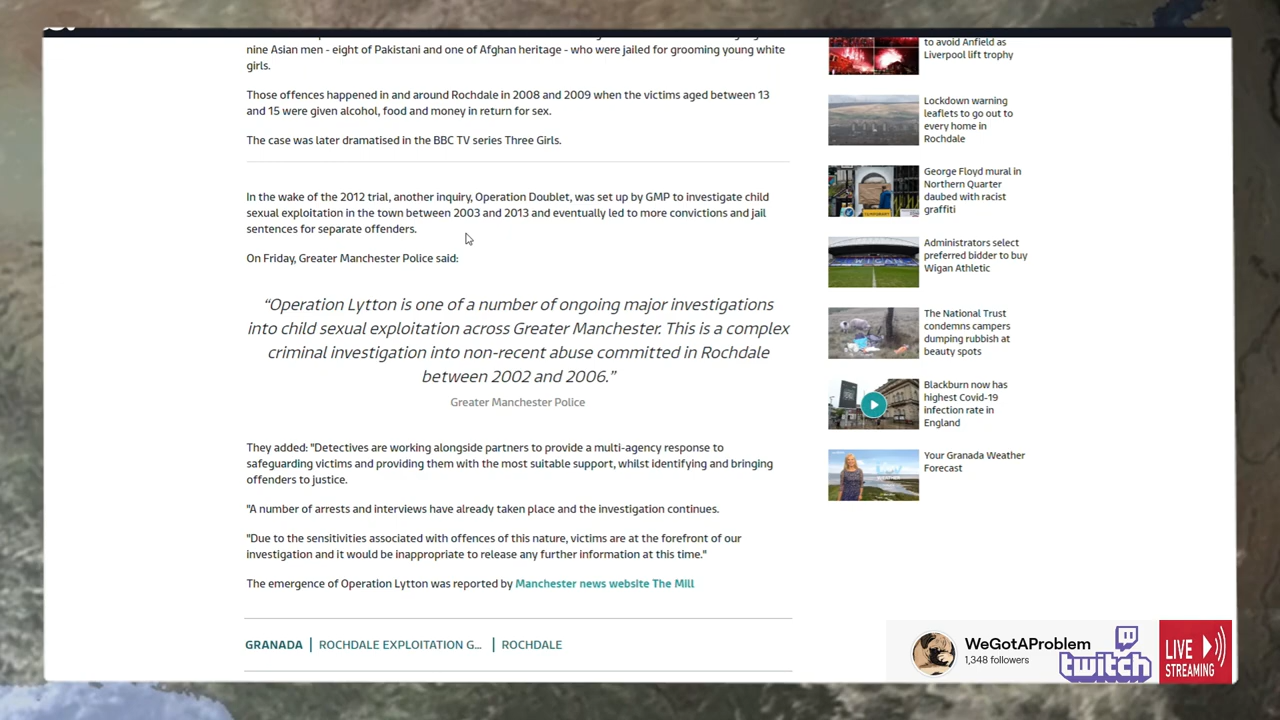 nine Asian men - eight of Pakistani and one of Afghan heritage - who were jailed for grooming young white
girls.
Those offences happened in and around Rochdale in 2008 and 2009 when the victims aged between 13
and 15 were given alcohol, food and money in return for sex.
The case was later dramatised in the BBC TV series Three Girls.
In the wake of the 2012 trial, another inquiry, Operation Doublet, was set up by GMP to investigate child
sexual exploitation in the town between 2003 and 2013 and eventually led to more convictions and jail
sentences for separate offenders.
On Friday, Greater Manchester Police said:
“Operation Lytton is one of a number of ongoing major investigations
into child sexual exploitation across Greater Manchester. This is a complex
criminal investigation into non-recent abuse committed in Rochdale
between 2002 and 2006.”
Greater Manchester Police
They added: "Detectives are working alongside partners to provide a multi-agency response to
safeguarding victims and providing them with the most suitable support, whilst identifying and bringing
offenders to justice.
"A number of arrests and interviews have already taken place and the investigation continues.
"Due to the sensitivities associated with offences of this nature, victims are at the forefront of our
investigation and it would be inappropriate to release any further information at this time."
The emergence of Operation Lytton was reported by Manchester news website The Mill
GRANADA | ROCHDALE EXPLOITATION G... | ROCHDALE
to avoid Anfield as
Liverpool lift trophy
Lockdown warning
leaflets to go out to
every home in
Rochdale
George Floyd mural in
Northern Quarter
daubed with racist
graffiti
Administrators select
preferred bidder to buy
Wigan Athletic
The National Trust
condemns campers
dumping rubbish at
beauty spots
Blackburn now has
highest Covid-19
infection rate in
England
Your Granada Weather
Forecast
WeGotAProblem
1,348 followers
twitch
LIVE
STREAMING